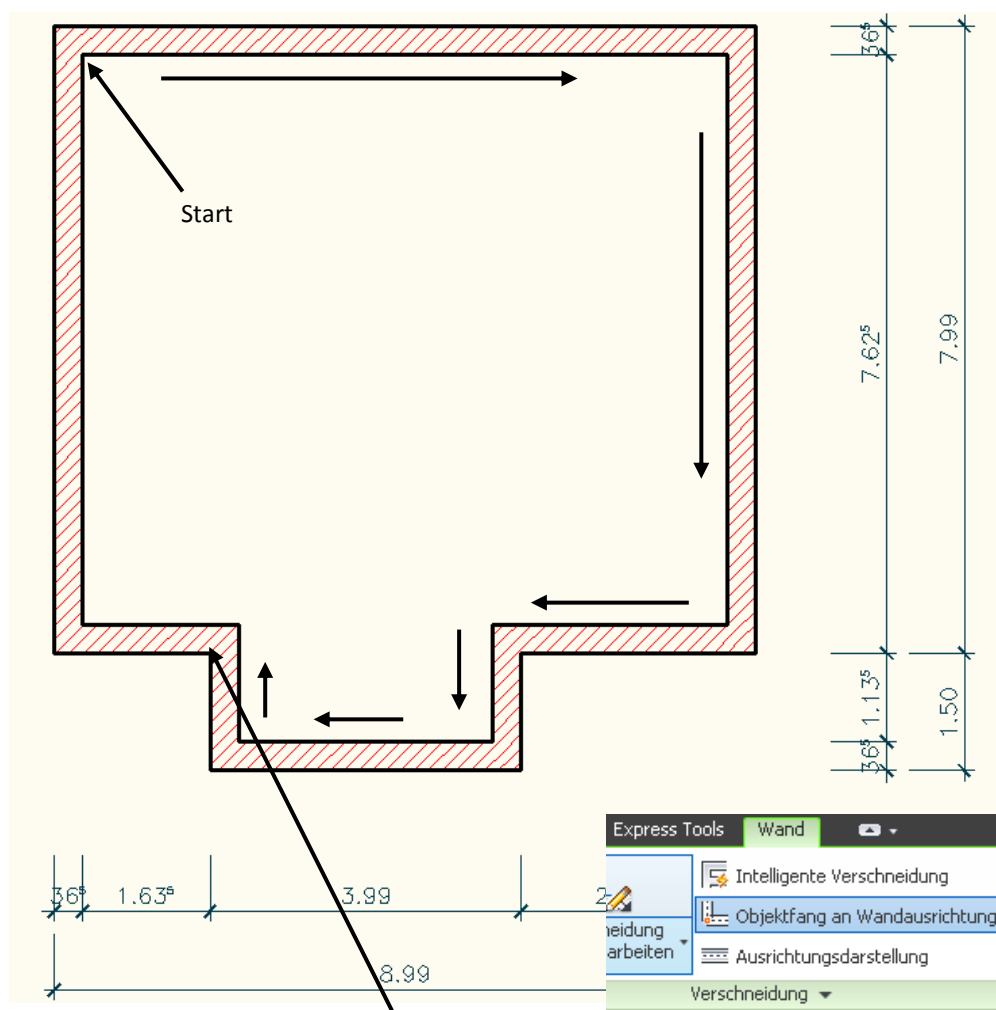 36⁵
7.62⁵
7.99
Start
1.13⁵
1.50
36⁵
36⁵ 1.63⁵ 3.99 2
8.99
Express Tools Wand
Intelligente Verschneidung
Objektfang an Wandausrichtung
Ausrichtungsdarstellung
neidung
arbeiten
Verschneidung